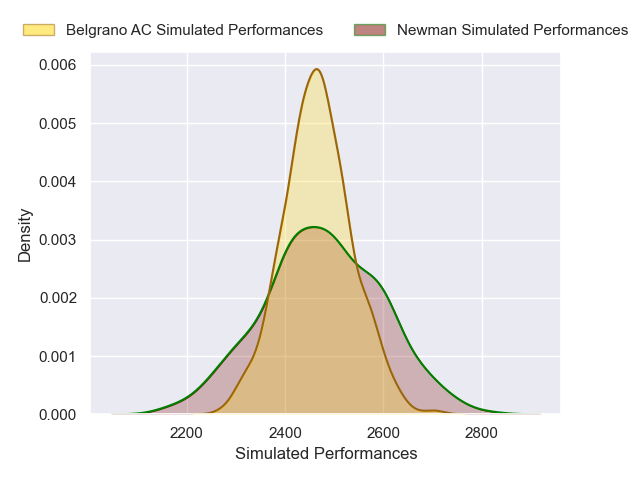 Belgrano AC Simulated Performances Newman Simulated Performances
0.006
0.005
0.004
0.003
0.002
0.001
0.000
Density
2200 2400 2600 2800
Simulated Performances